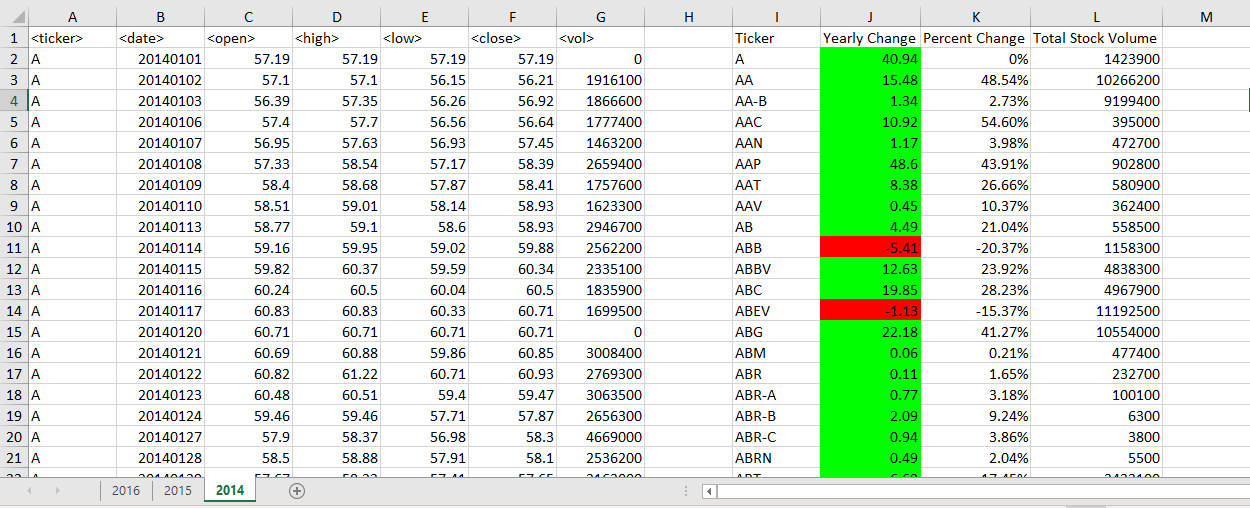 A B C D E F G H I J K L M
1 <ticker> <date> <open> <high> <low> <close> <vol> Ticker Yearly Change Percent Change Total Stock Volume
2 A 20140101 57.19 57.19 57.19 57.19 0 A 40.94 0% 1423900
3 A 20140102 57.1 57.1 56.15 56.21 1916100 AA 15.48 48.54% 10266200
4 A 20140103 56.39 57.35 56.26 56.92 1866600 AA-B 1.34 2.73% 9199400
5 A 20140106 57.4 57.7 56.56 56.64 1777400 AAC 10.92 54.60% 395000
6 A 20140107 56.95 57.63 56.93 57.45 1463200 AAN 1.17 3.98% 472700
7 A 20140108 57.33 58.54 57.17 58.39 2659400 AAP 48.6 43.91% 902800
8 A 20140109 58.4 58.68 57.87 58.41 1757600 AAT 8.38 26.66% 580900
9 A 20140110 58.51 59.01 58.14 58.93 1623300 AAV 0.45 10.37% 362400
10 A 20140113 58.77 59.1 58.6 58.93 2946700 AB 4.49 21.04% 558500
11 A 20140114 59.16 59.95 59.02 59.88 2562200 ABB -5.41 -20.37% 1158300
12 A 20140115 59.82 60.37 59.59 60.34 2335100 ABBV 12.63 23.92% 4838300
13 A 20140116 60.24 60.5 60.04 60.5 1835900 ABC 19.85 28.23% 4967900
14 A 20140117 60.83 60.83 60.33 60.71 1699500 ABEV -1.13 -15.37% 11192500
15 A 20140120 60.71 60.71 60.71 60.71 0 ABG 22.18 41.27% 10554000
16 A 20140121 60.69 60.88 59.86 60.85 3008400 ABM 0.06 0.21% 477400
17 A 20140122 60.82 61.22 60.71 60.93 2769300 ABR 0.11 1.65% 232700
18 A 20140123 60.48 60.51 59.4 59.47 3063500 ABR-A 0.77 3.18% 100100
19 A 20140124 59.46 59.46 57.71 57.87 2656300 ABR-B 2.09 9.24% 6300
20 A 20140127 57.9 58.37 56.98 58.3 4669000 ABR-C 0.94 3.86% 3800
21 A 20140128 58.5 58.88 57.91 58.1 2536200 ABRN 0.49 2.04% 5500
2016 2015 2014